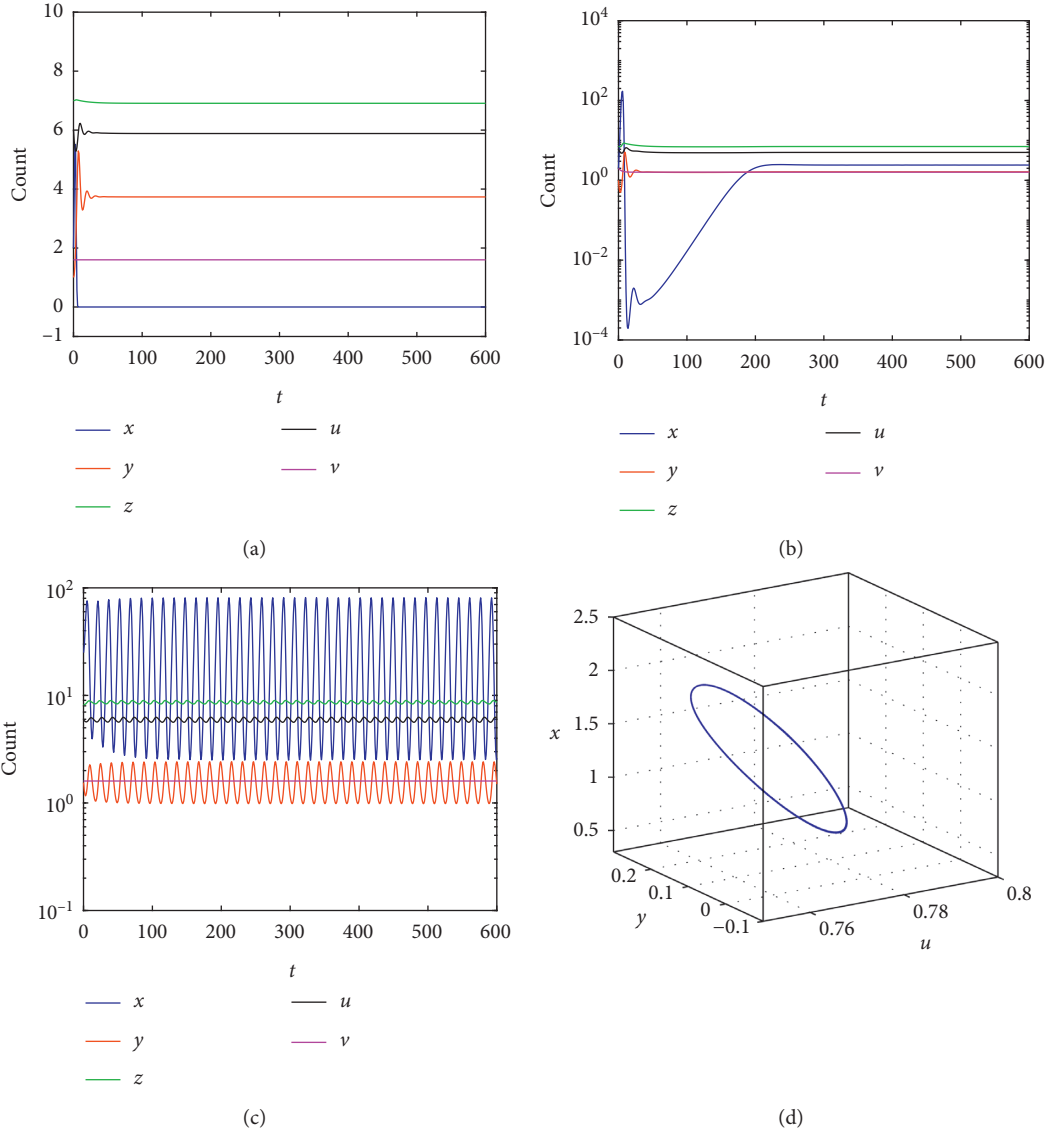 10
8
6
4
2
0
−1
Count
0 100 200 300 400 500 600
t
x u
y v
z
(a)
10^4
10^2
10^0
10^−2
10^−4
Count
0 100 200 300 400 500 600
t
x u
y v
z
(b)
10^2
10^1
10^0
10^−1
Count
0 100 200 300 400 500 600
t
x u
y v
z
(c)
2.5
2
1.5
1
0.5
x
0.2
0.1
0
−0.1
y
0.76
0.78
0.8
u
(d)